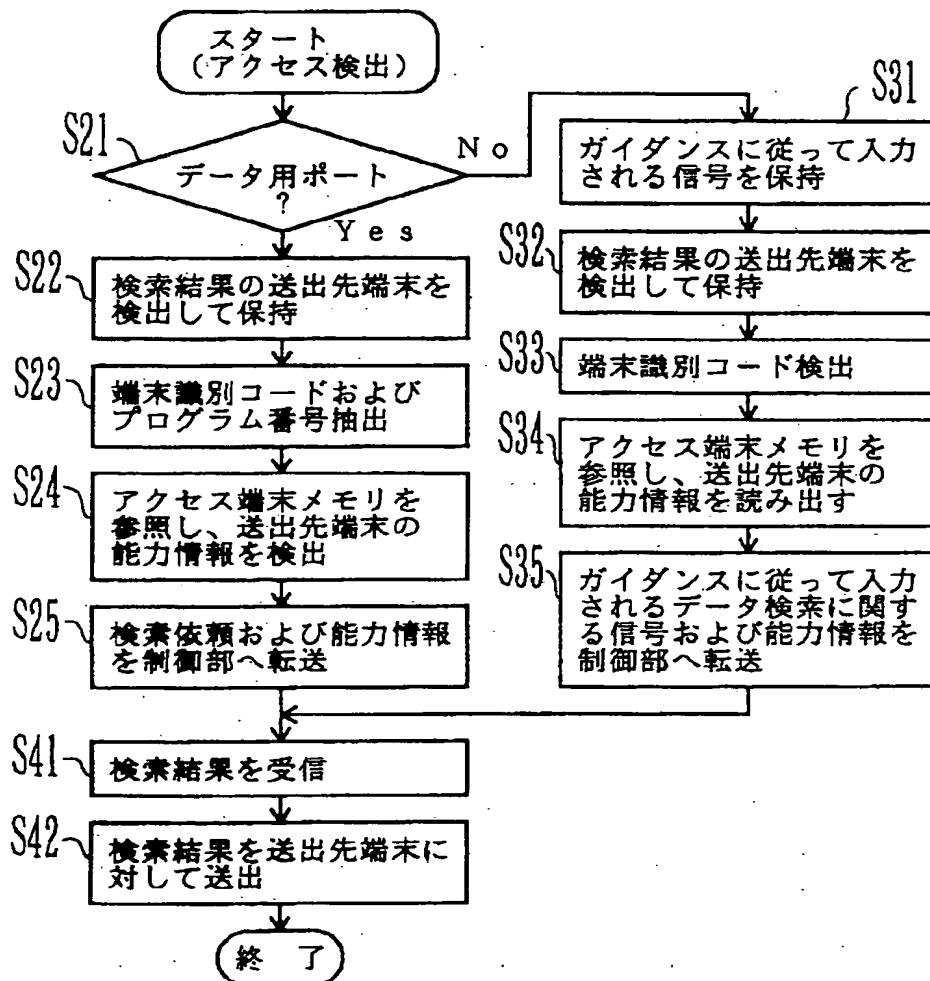 スタート
(アクセス検出)
S21
データ用ポート
?
No
Yes
S22
検索結果の送出先端末を
検出して保持
S23
端末識別コードおよび
プログラム番号抽出
S24
アクセス端末メモリを
参照し、送出先端末の
能力情報を検出
S25
検索依頼および能力情報
を制御部へ転送
S31
ガイダンスに従って入力
される信号を保持
S32
検索結果の送出先端末を
検出して保持
S33
端末識別コード検出
S34
アクセス端末メモリを
参照し、送出先端末の
能力情報を読み出す
S35
ガイダンスに従って入力
されるデータ検索に関す
る信号および能力情報を
制御部へ転送
S41
検索結果を受信
S42
検索結果を送出先端末に
対して送出
終 了